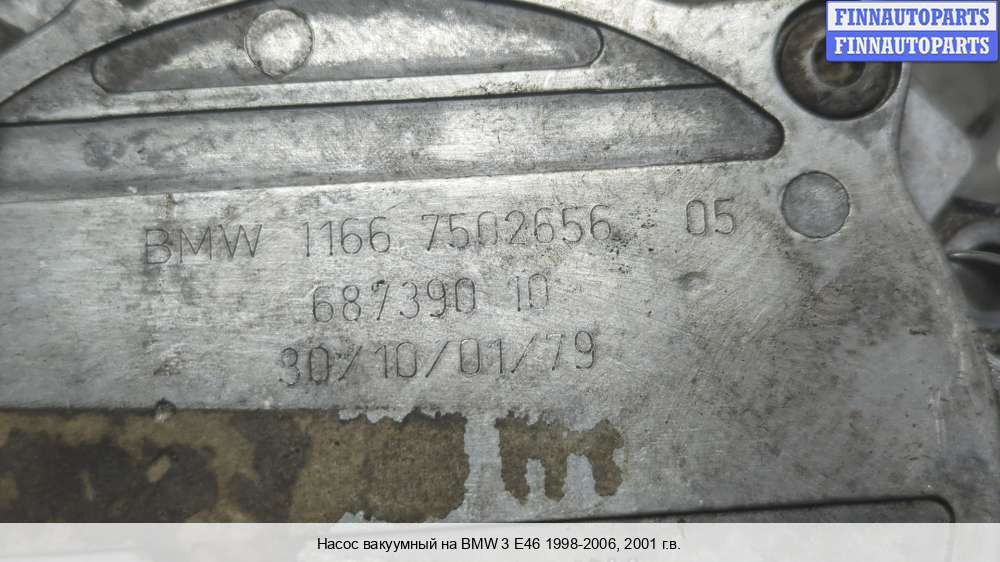 FINNAUTOPARTS
FINNAUTOPARTS
BMW 1166 7502656 - 05
687390 10
30/10/01/79
Насос вакуумный на BMW 3 E46 1998-2006, 2001 г.в.